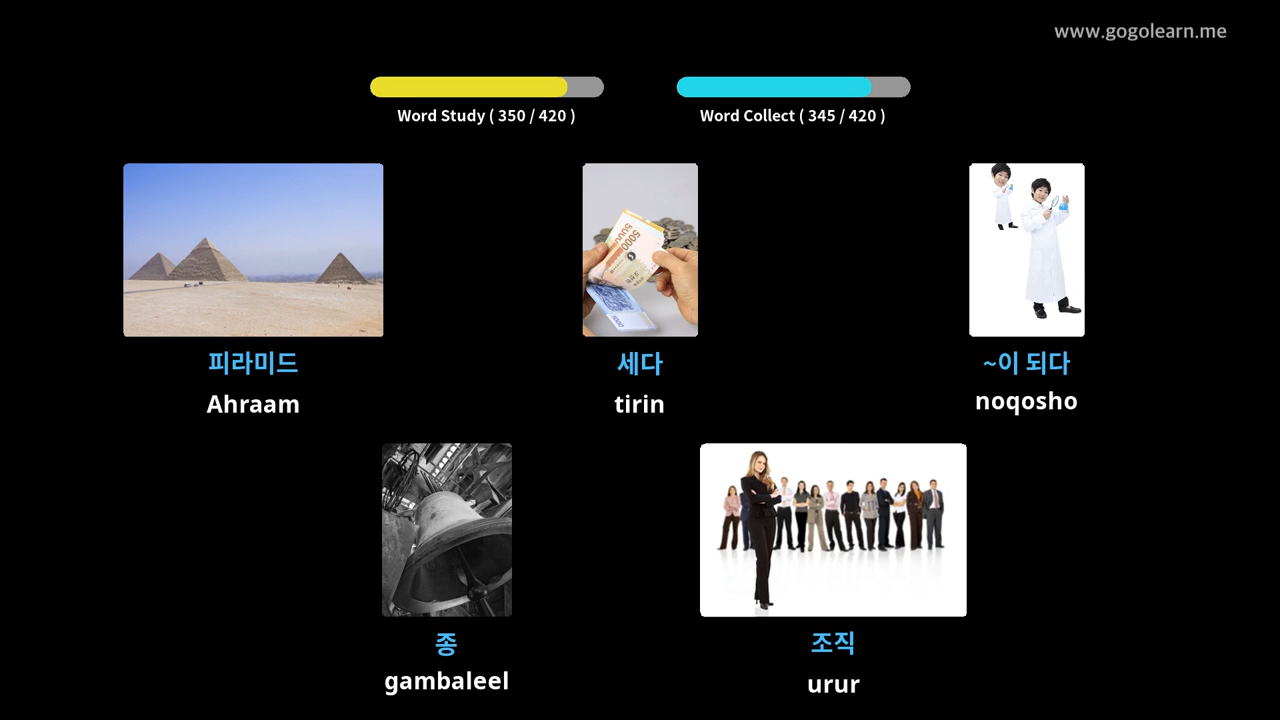 www.gogolearn.me
Word Study ( 350 / 420 )
Word Collect ( 345 / 420 )
피라미드
Ahraam
세다
tirin
~이 되다
noqosho
종
gambaleel
조직
urur